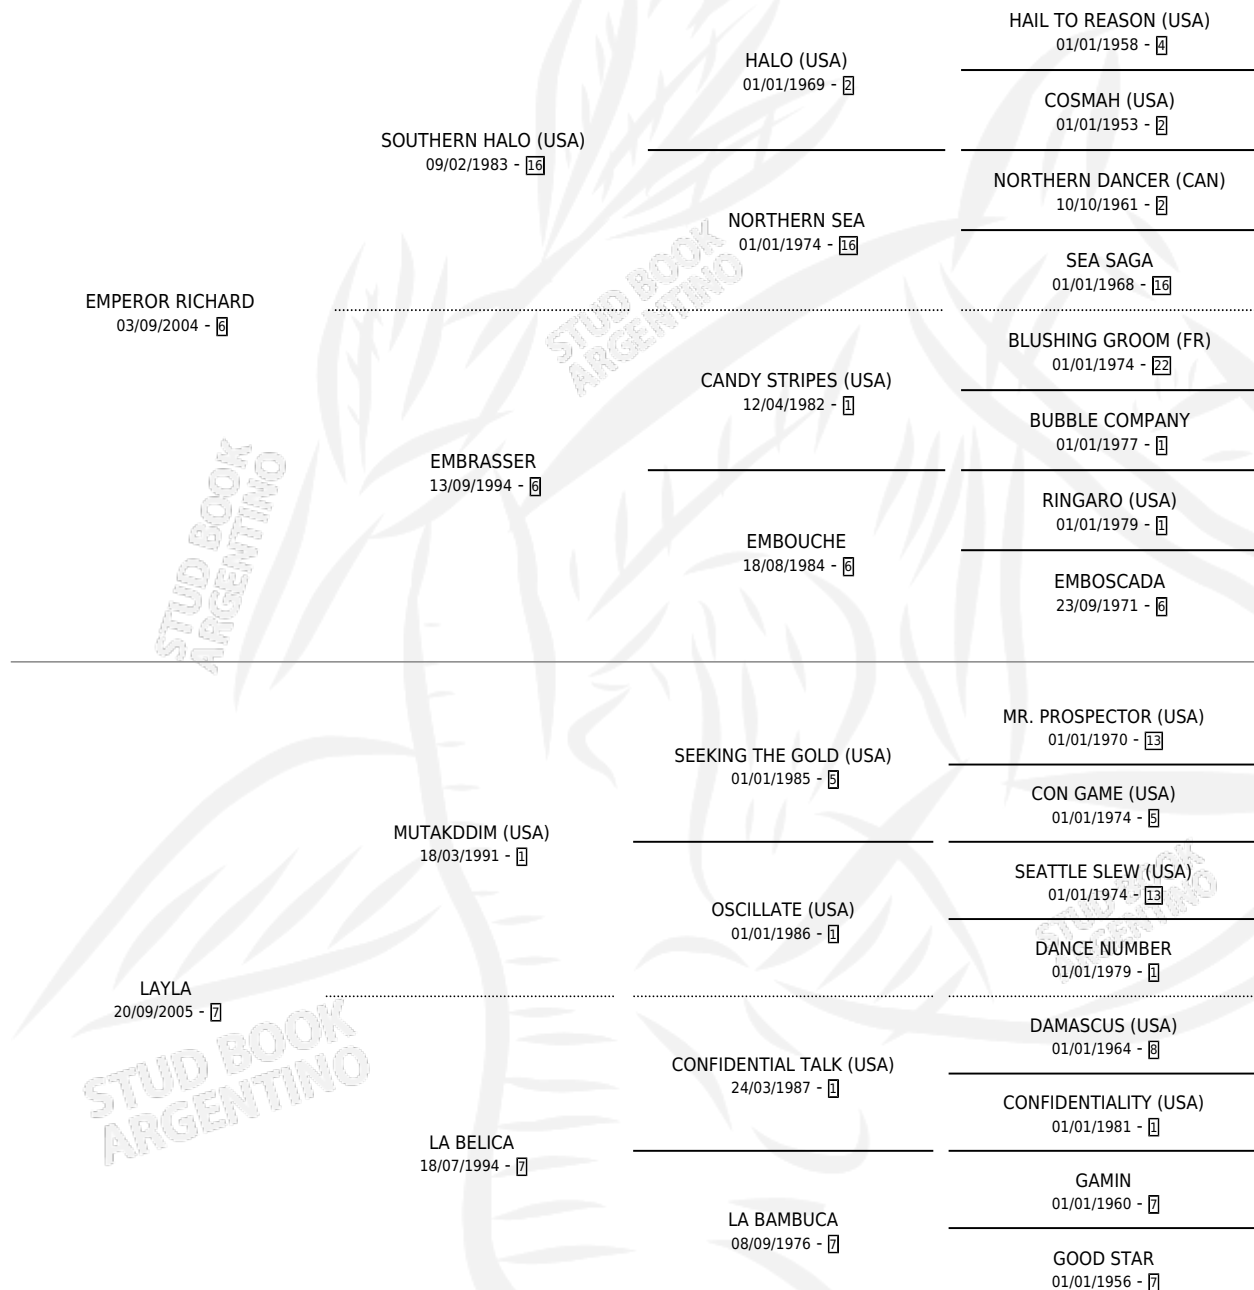 HAIL TO REASON (USA)
01/01/1958 - 4
HALO (USA)
01/01/1969 - 2
COSMAH (USA)
01/01/1953 - 2
SOUTHERN HALO (USA)
09/02/1983 - 16
NORTHERN DANCER (CAN)
10/10/1961 - 2
NORTHERN SEA
01/01/1974 - 16
SEA SAGA
01/01/1968 - 16
EMPEROR RICHARD
03/09/2004 - 6
BLUSHING GROOM (FR)
01/01/1974 - 22
CANDY STRIPES (USA)
12/04/1982 - 1
BUBBLE COMPANY
01/01/1977 - 1
EMBRASSER
13/09/1994 - 6
RINGARO (USA)
01/01/1979 - 1
EMBOUCHE
18/08/1984 - 6
EMBOSCADA
23/09/1971 - 6
MR. PROSPECTOR (USA)
01/01/1970 - 13
SEEKING THE GOLD (USA)
01/01/1985 - 5
CON GAME (USA)
01/01/1974 - 5
MUTAKDDIM (USA)
18/03/1991 - 1
SEATTLE SLEW (USA)
01/01/1974 - 13
OSCILLATE (USA)
01/01/1986 - 1
DANCE NUMBER
01/01/1979 - 1
LAYLA
20/09/2005 - 7
DAMASCUS (USA)
01/01/1964 - 8
CONFIDENTIAL TALK (USA)
24/03/1987 - 1
CONFIDENTIALITY (USA)
01/01/1981 - 1
LA BELICA
18/07/1994 - 7
GAMIN
01/01/1960 - 7
LA BAMBUCA
08/09/1976 - 7
GOOD STAR
01/01/1956 - 7
STUD BOOK
ARGENTINO
STUD BOOK
ARGENTINO
STUD BOOK
ARGENTINO
STUD BOOK
ARGENTINO